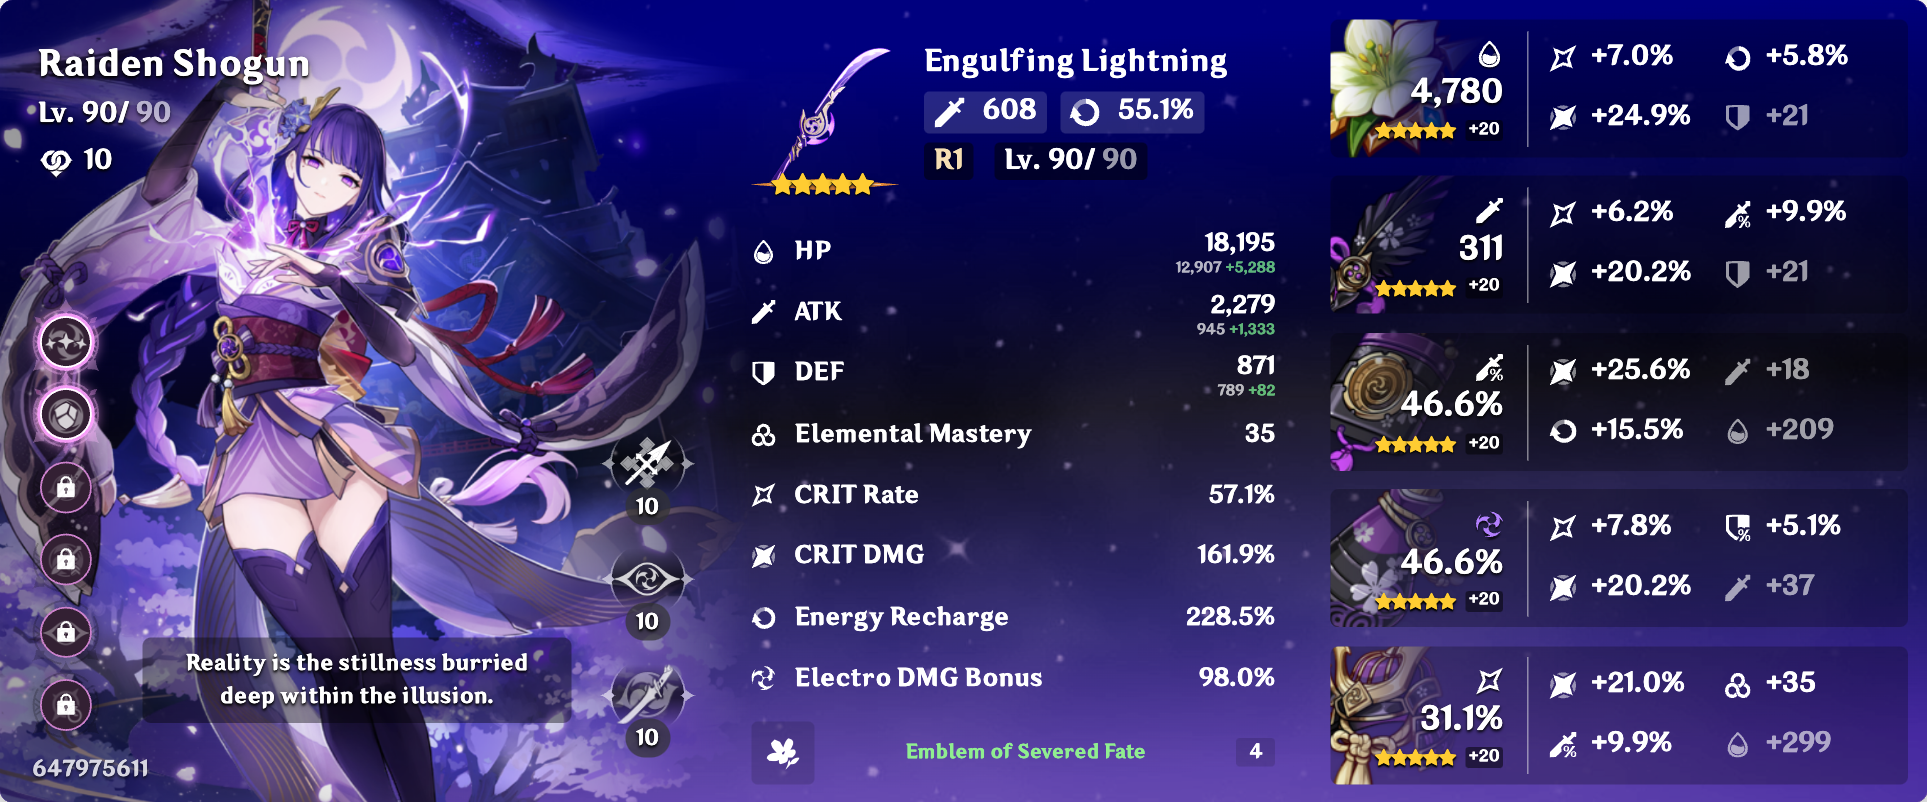 Raiden Shogun
Lv. 90/ 90
10
10
10
10
Reality is the stillness burried
deep within the illusion.
647975611
Engulfing Lightning
608 55.1%
R1 Lv. 90/ 90
HP 18,195
12,907 +5,288
ATK 2,279
945 +1,333
DEF 871
789 +82
Elemental Mastery 35
CRIT Rate 57.1%
CRIT DMG 161.9%
Energy Recharge 228.5%
Electro DMG Bonus 98.0%
Emblem of Severed Fate 4
4,780
+20
+7.0% +5.8%
+24.9% +21
311
+20
+6.2% % +9.9%
+20.2% +21
%
46.6%
+20
+25.6% +18
+15.5% +209
46.6%
+20
+7.8% % +5.1%
+20.2% +37
31.1%
+20
+21.0% +35
% +9.9% +299